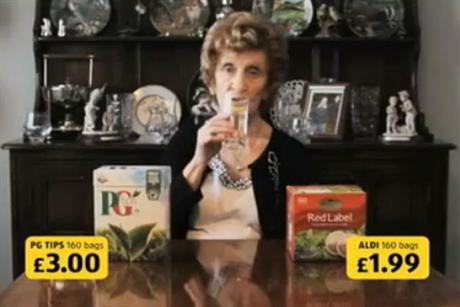 PG
Red Label
PG TIPS 160 bags
£3.00
ALDI 160 bags
£1.99